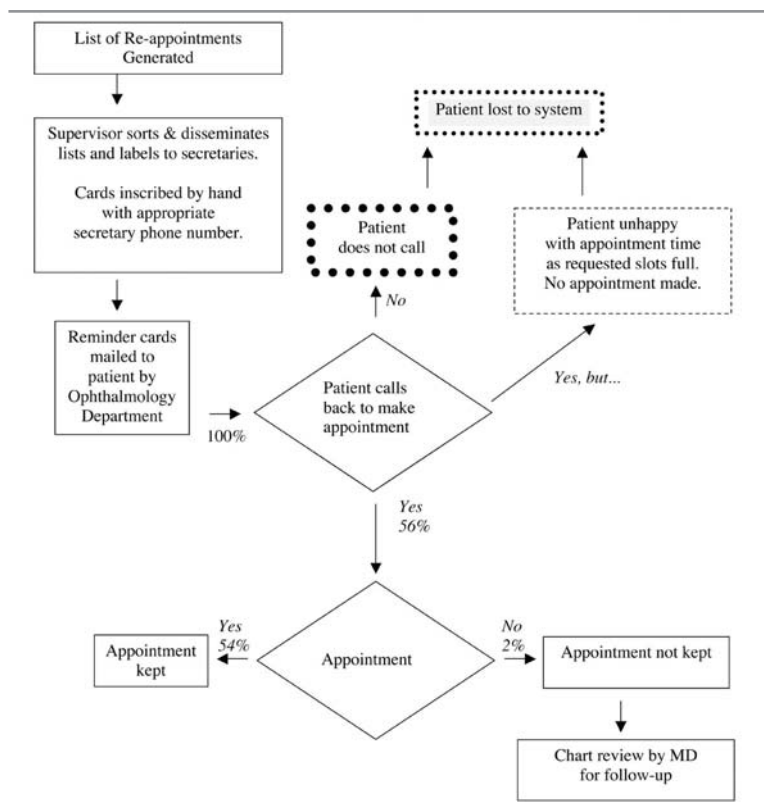 List of Re-appointments
Generated
Supervisor sorts & disseminates
lists and labels to secretaries.
Cards inscribed by hand
with appropriate
secretary phone number.
Reminder cards
mailed to
patient by
Ophthalmology
Department
100%
Patient calls
back to make
appointment
No
Patient
does not call
Patient lost to system
Yes, but...
Patient unhappy
with appointment time
as requested slots full.
No appointment made.
Yes
56%
Appointment
Yes
54%
Appointment
kept
No
2%
Appointment not kept
Chart review by MD
for follow-up